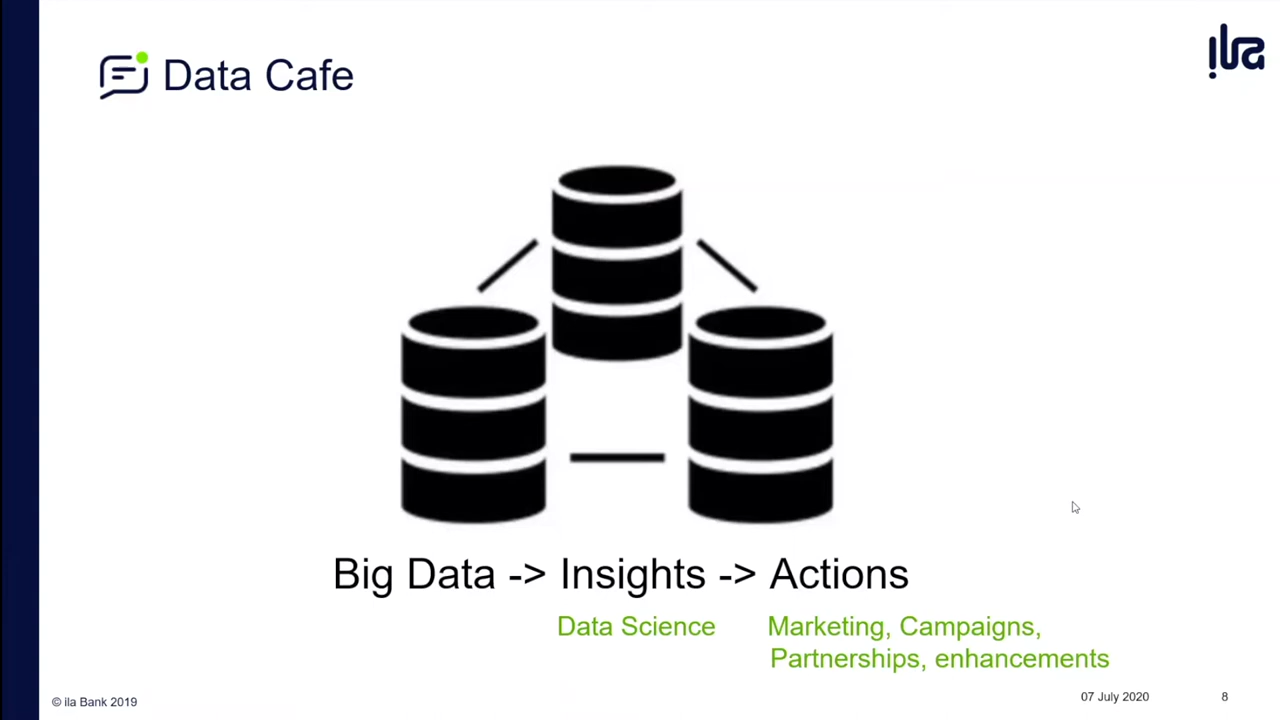 Data Cafe
ila
Big Data -> Insights -> Actions
Data Science
Marketing, Campaigns,
Partnerships, enhancements
© ila Bank 2019
07 July 2020
8